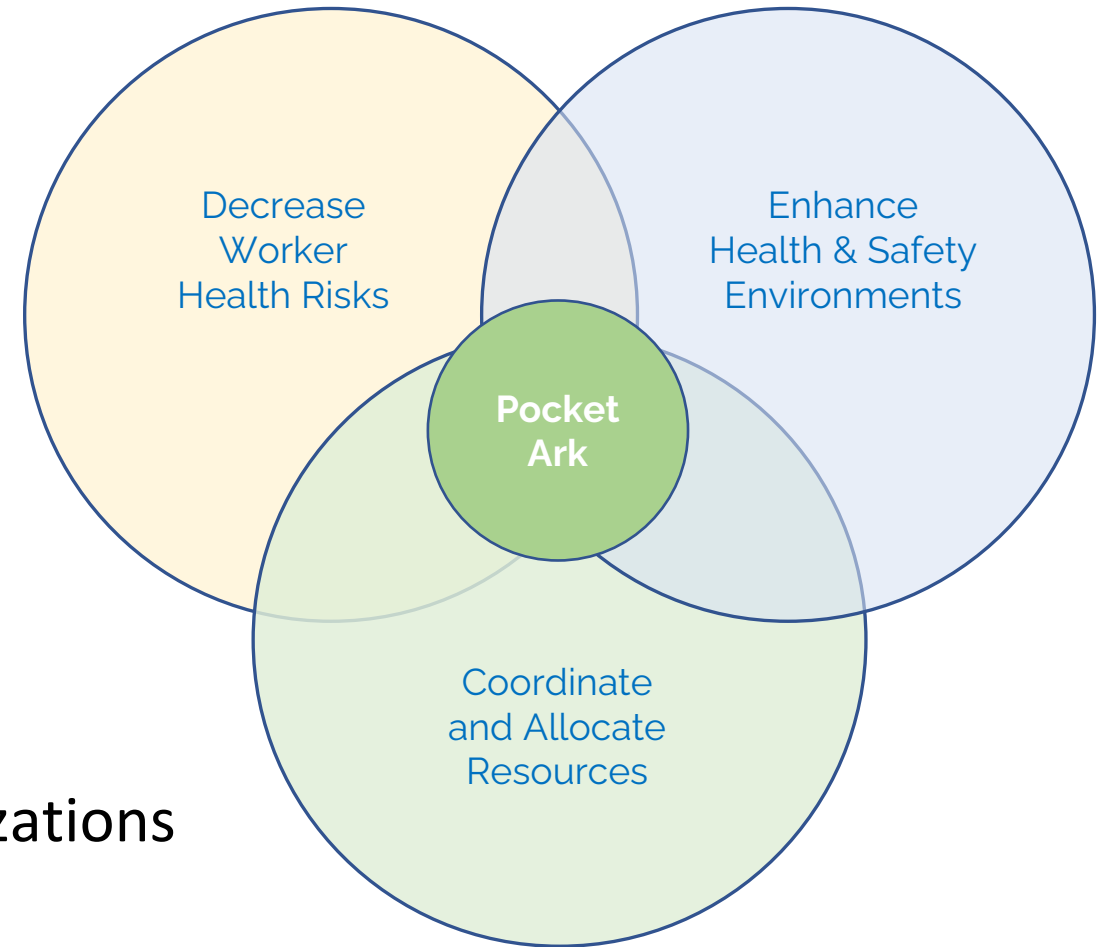 Decrease
Worker
Health Risks
Enhance
Health & Safety
Environments
Pocket
Ark
Coordinate
and Allocate
Resources
zations